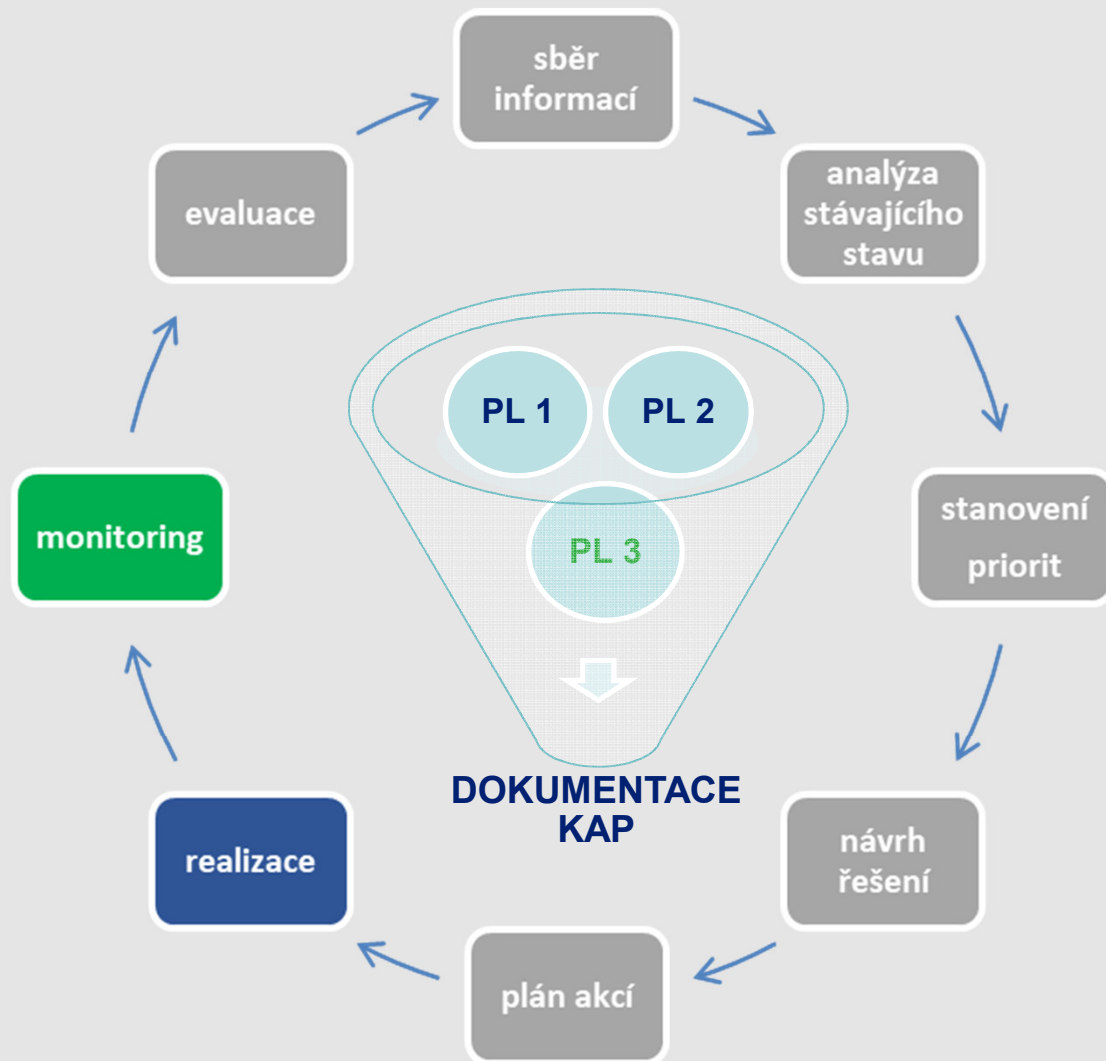 sběr
informací
analýza
stávajícího
stavu
stanovení
priorit
návrh
řešení
plán akcí
realizace
monitoring
evaluace
PL 1
PL 2
PL 3
DOKUMENTACE
KAP